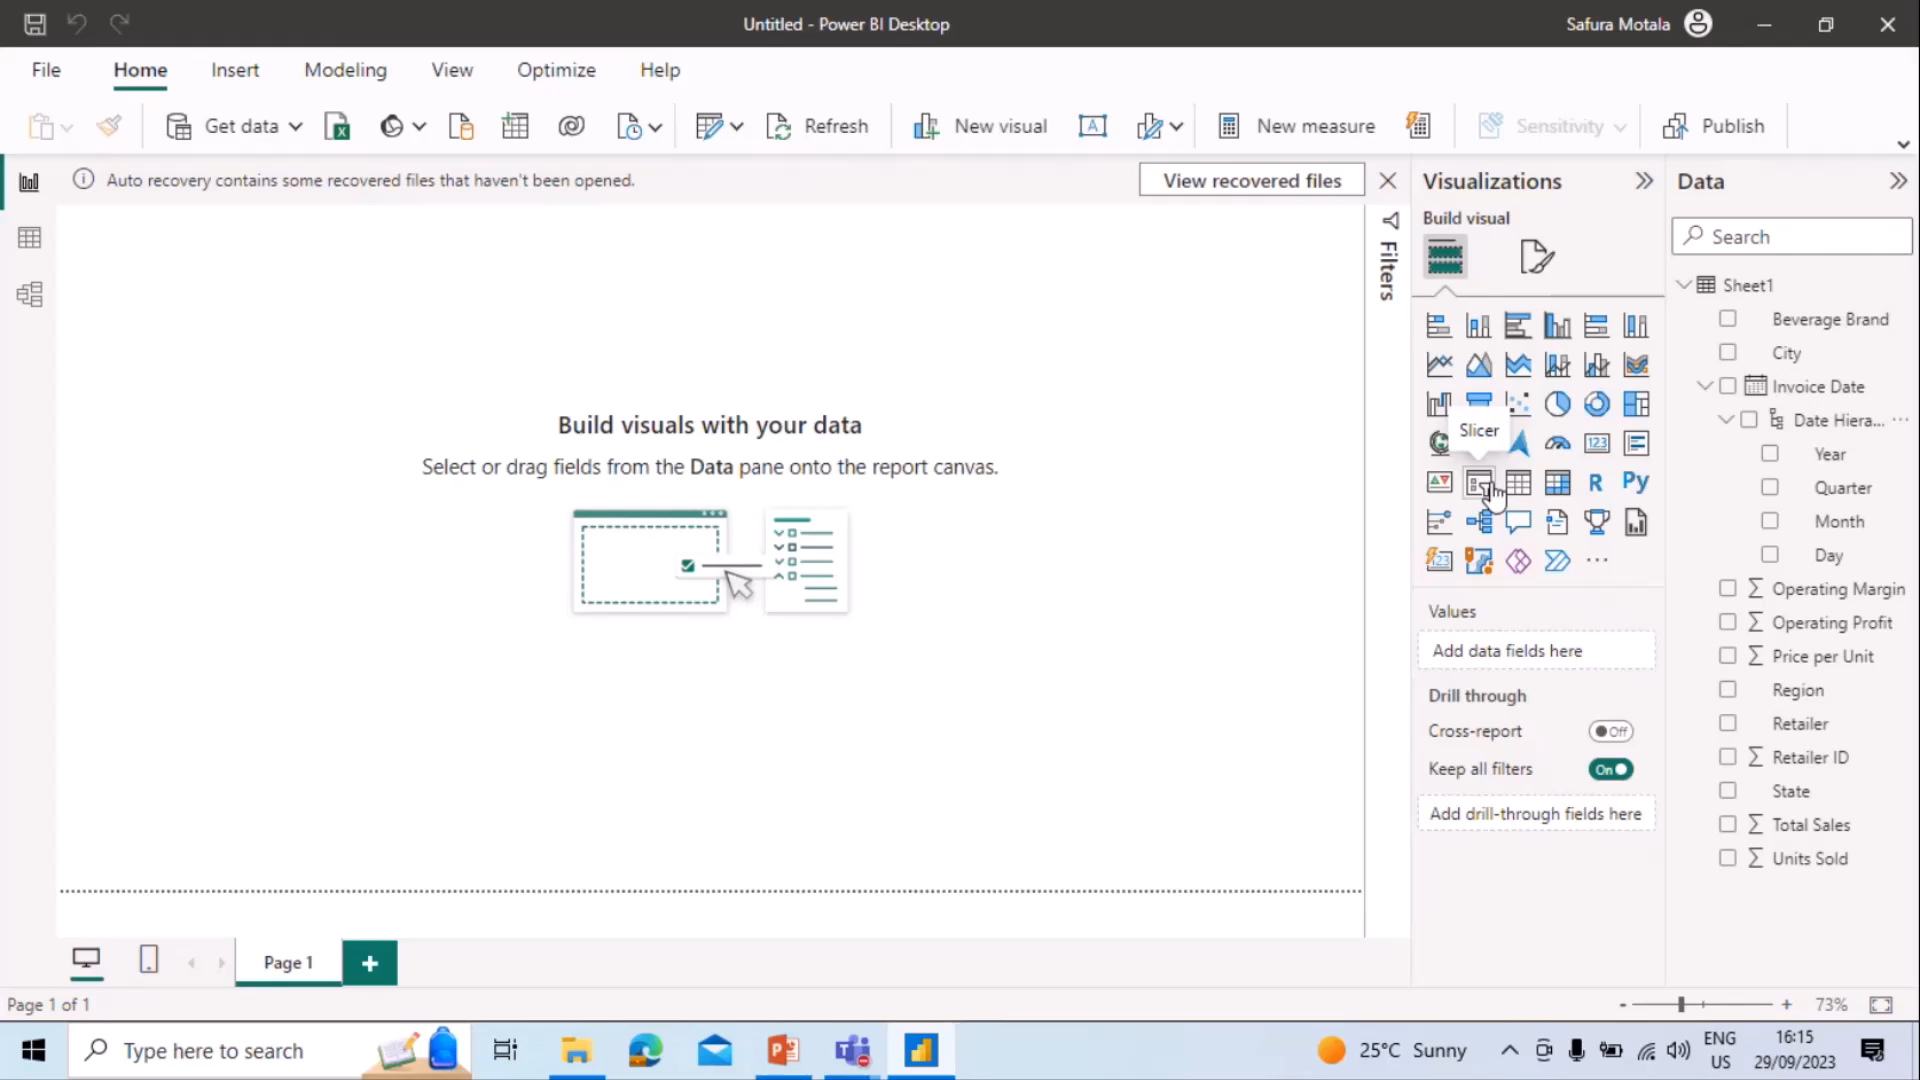 Untitled - Power BI Desktop
Safura Motala
File
Home
Insert
Modeling
View
Optimize
Help
Get data
Refresh
New visual
New measure
Sensitivity
Publish
Auto recovery contains some recovered files that haven't been opened.
View recovered files
Filters
Visualizations
Build visual
Slicer
123
R
Py
123
Values
Add data fields here
Drill through
Cross-report
Off
Keep all filters
On
Add drill-through fields here
Data
Search
Sheet1
Beverage Brand
City
Invoice Date
Date Hiera...
Year
Quarter
Month
Day
Operating Margin
Operating Profit
Price per Unit
Region
Retailer
Retailer ID
State
Total Sales
Units Sold
Build visuals with your data
Select or drag fields from the Data pane onto the report canvas.
Page 1
Page 1 of 1
73%
Type here to search
25°C Sunny
ENG
US
16:15
29/09/2023